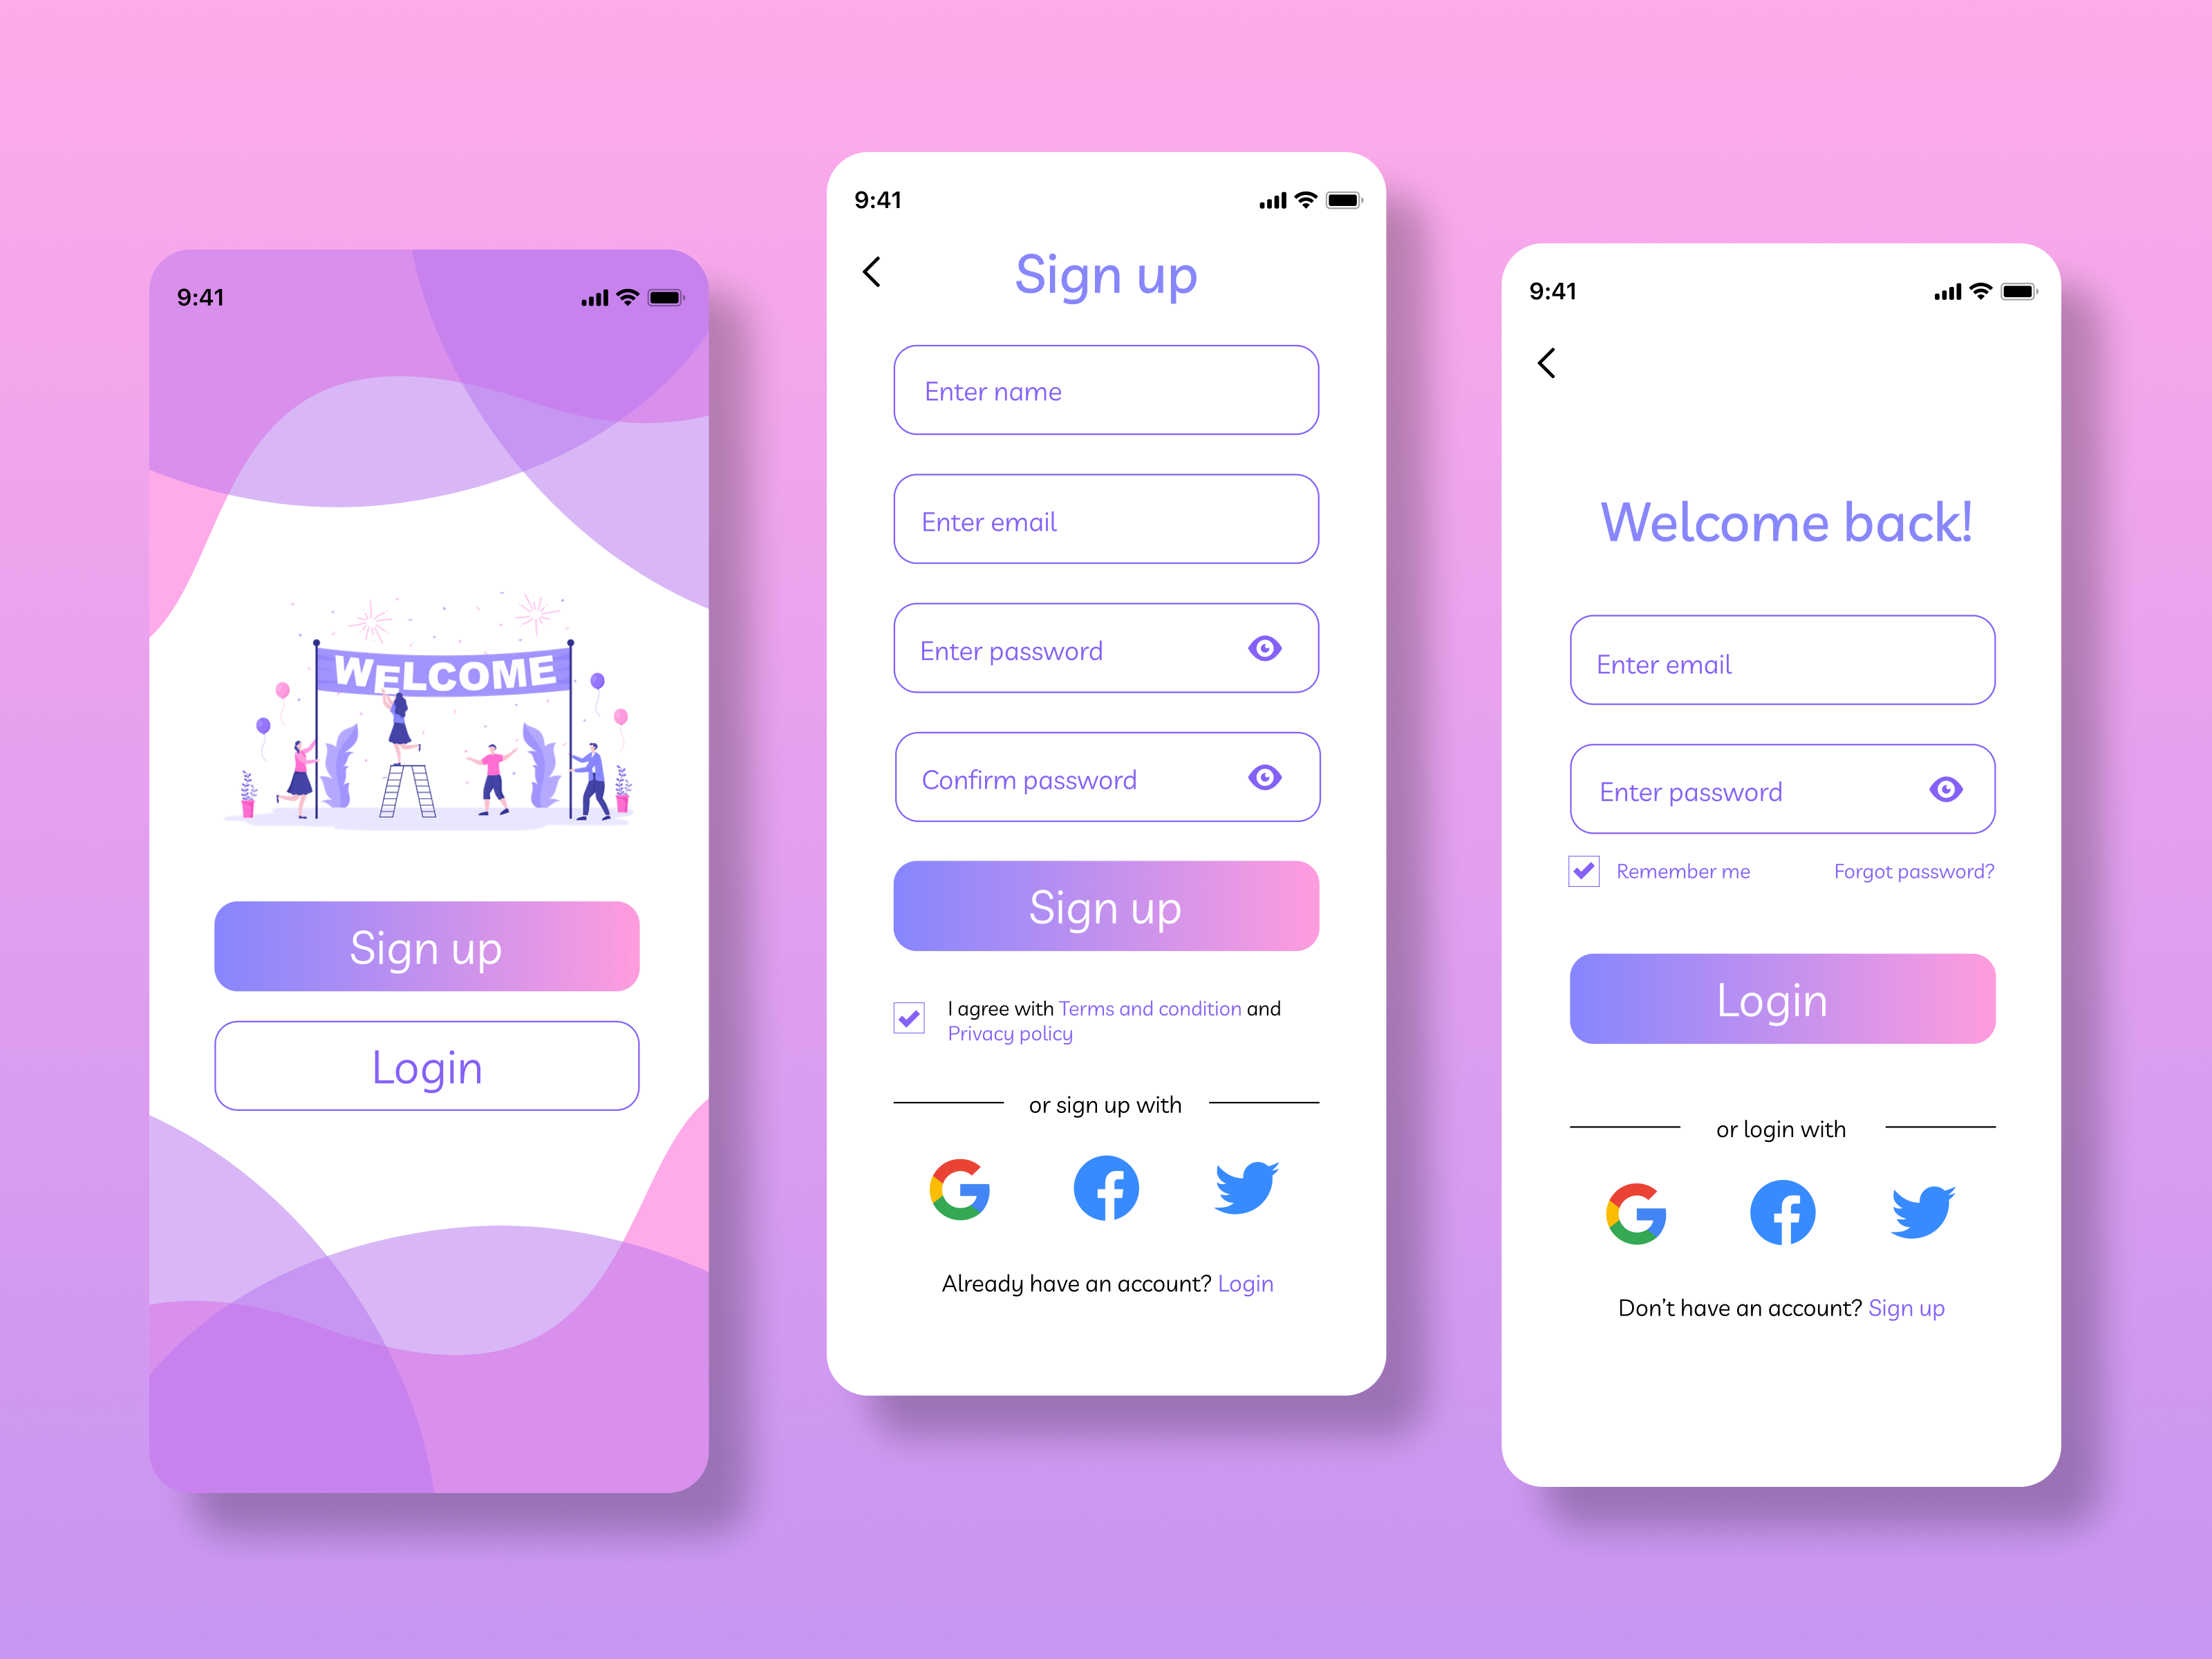 9:41
WELCOME
Sign up
Login
9:41
Sign up
Enter name
Enter email
Enter password
Confirm password
Sign up
I agree with Terms and condition and
Privacy policy
or sign up with
Already have an account? Login
9:41
Welcome back!
Enter email
Enter password
Remember me Forgot password?
Login
or login with
Don't have an account? Sign up